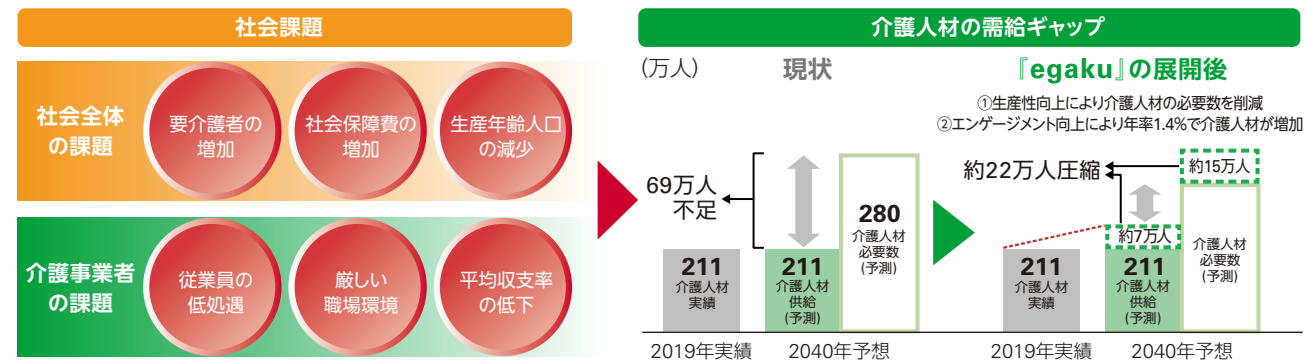 社会課題
社会全体
の課題
要介護者の
増加
社会保障費の
増加
生産年齢人口
の減少
介護事業者
の課題
従業員の
低処遇
厳しい
職場環境
平均収支率
の低下
介護人材の需給ギャップ
(万人)
現状
69万人
不足
211
介護人材
実績
211
介護人材
供給
(予測)
280
介護人材
必要数
(予測)
2019年実績
2040年予想
『egaku』の展開後
①生産性向上により介護人材の必要数を削減
②エンゲージメント向上により年率1.4%で介護人材が増加
約22万人圧縮
約15万人
約7万人
211
介護人材
実績
211
介護人材
供給
(予測)
介護人材
必要数
(予測)
2019年実績
2040年予想